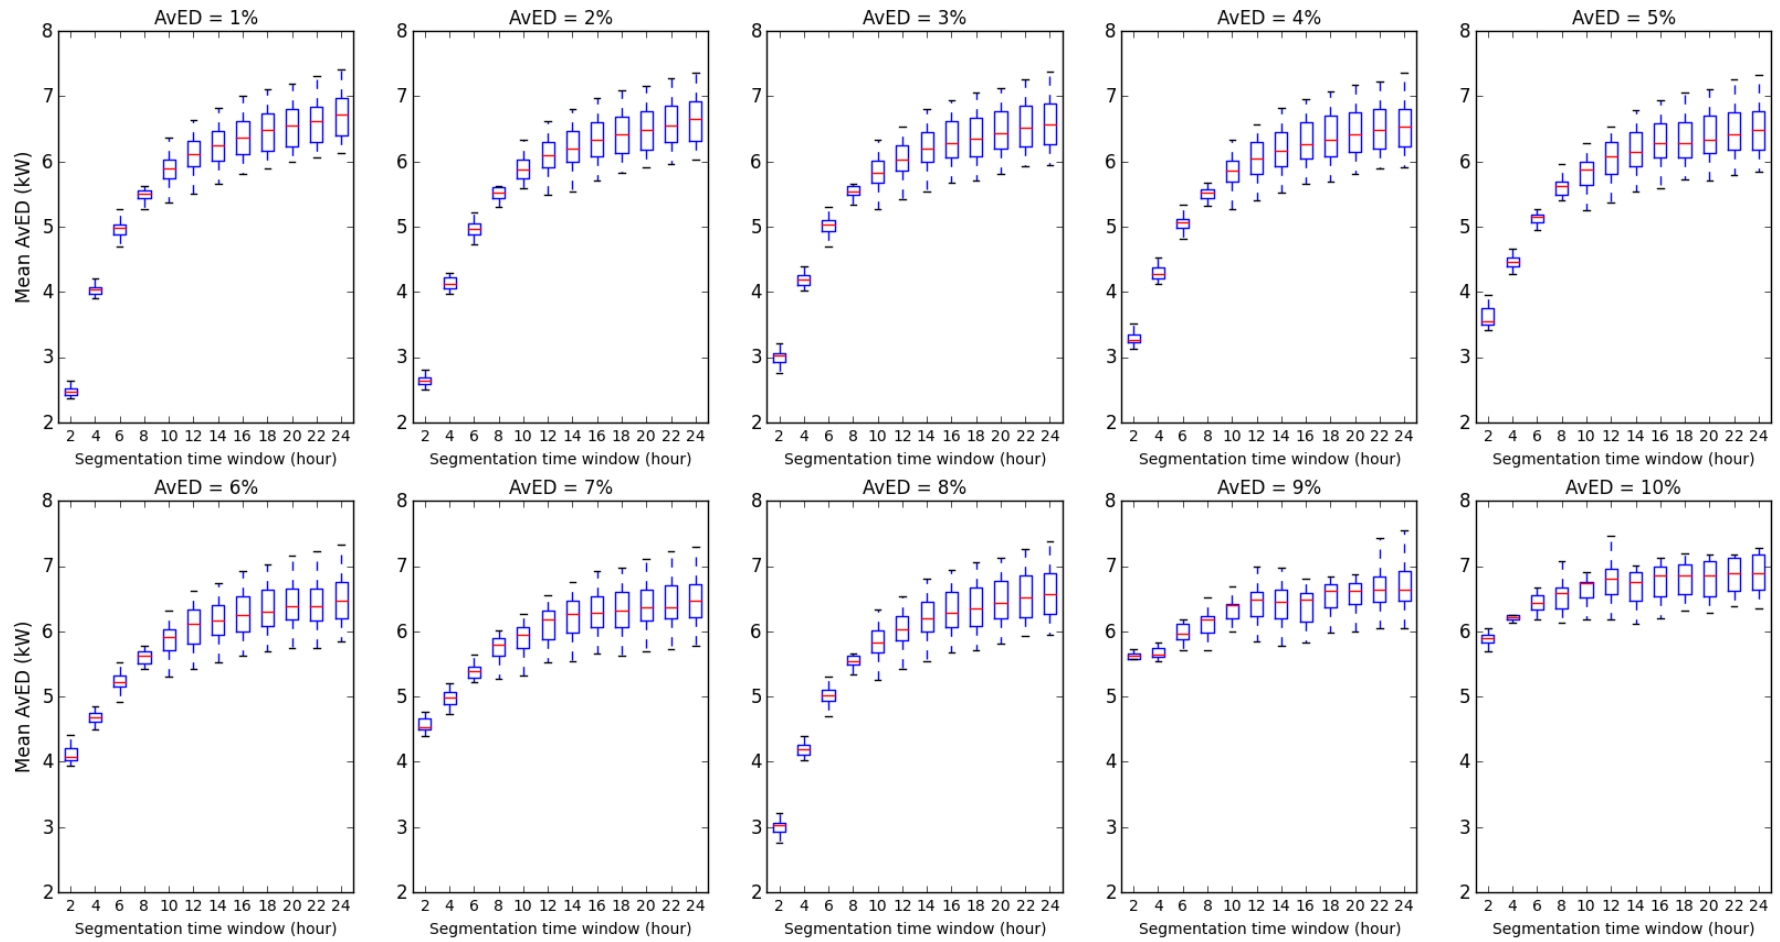 AvED = 1% AvED = 2% AvED = 3% AvED = 4% AvED = 5%
8 8 8 8 8
7 7 7 7 7
6 6 6 6 6
5 5 5 5 5
4 4 4 4 4
3 3 3 3 3
2 2 2 2 2
Mean AvED (kW)
2 4 6 8 10 12 14 16 18 20 22 24 2 4 6 8 10 12 14 16 18 20 22 24 2 4 6 8 10 12 14 16 18 20 22 24 2 4 6 8 10 12 14 16 18 20 22 24 2 4 6 8 10 12 14 16 18 20 22 24
Segmentation time window (hour) Segmentation time window (hour) Segmentation time window (hour) Segmentation time window (hour) Segmentation time window (hour)
AvED = 6% AvED = 7% AvED = 8% AvED = 9% AvED = 10%
8 8 8 8 8
7 7 7 7 7
6 6 6 6 6
5 5 5 5 5
4 4 4 4 4
3 3 3 3 3
2 2 2 2 2
Mean AvED (kW)
2 4 6 8 10 12 14 16 18 20 22 24 2 4 6 8 10 12 14 16 18 20 22 24 2 4 6 8 10 12 14 16 18 20 22 24 2 4 6 8 10 12 14 16 18 20 22 24 2 4 6 8 10 12 14 16 18 20 22 24
Segmentation time window (hour) Segmentation time window (hour) Segmentation time window (hour) Segmentation time window (hour) Segmentation time window (hour)